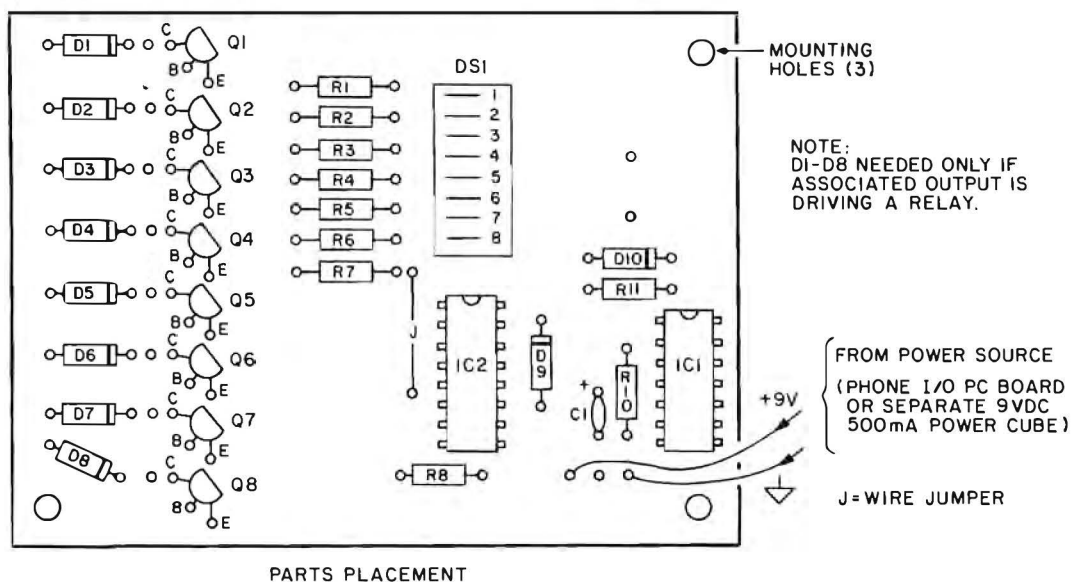 D1
C
Q1
B
E
D2
C
Q2
B
E
D3
C
Q3
B
E
D4
C
Q4
B
E
D5
C
Q5
B
E
D6
C
Q6
B
E
D7
C
Q7
B
E
D8
C
Q8
B
E
R1
R2
R3
R4
R5
R6
R7
J
R8
DS1
1
2
3
4
5
6
7
8
IC2
D9
D10
R11
+
C1
R10
IC1
+9V
MOUNTING
HOLES (3)
NOTE:
D1-D8 NEEDED ONLY IF
ASSOCIATED OUTPUT IS
DRIVING A RELAY.
FROM POWER SOURCE
(PHONE I/O PC BOARD
OR SEPARATE 9VDC
500mA POWER CUBE)
J=WIRE JUMPER
PARTS PLACEMENT